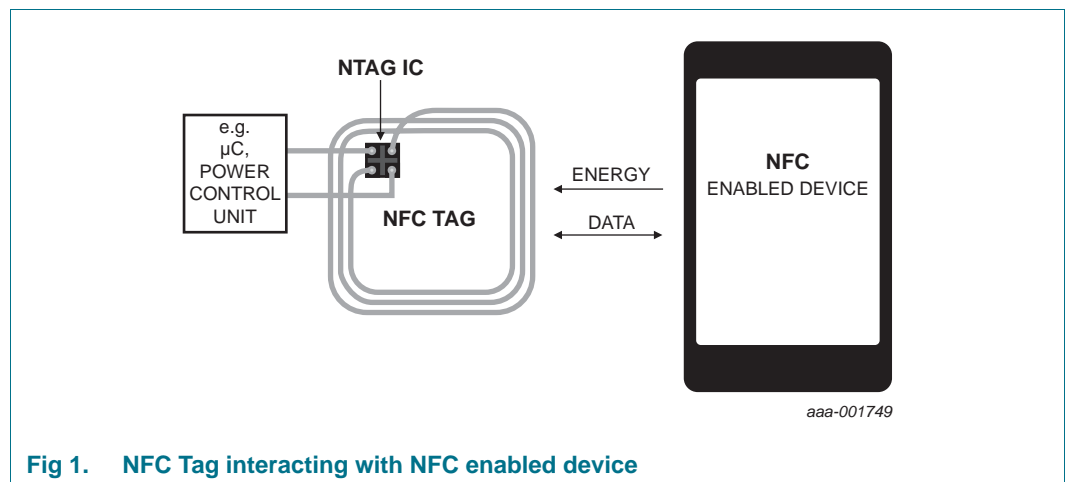 NTAG IC
e.g.
µC,
POWER
CONTROL
UNIT
NFC TAG
ENERGY
DATA
NFC
ENABLED DEVICE
aaa-001749
Fig 1. NFC Tag interacting with NFC enabled device